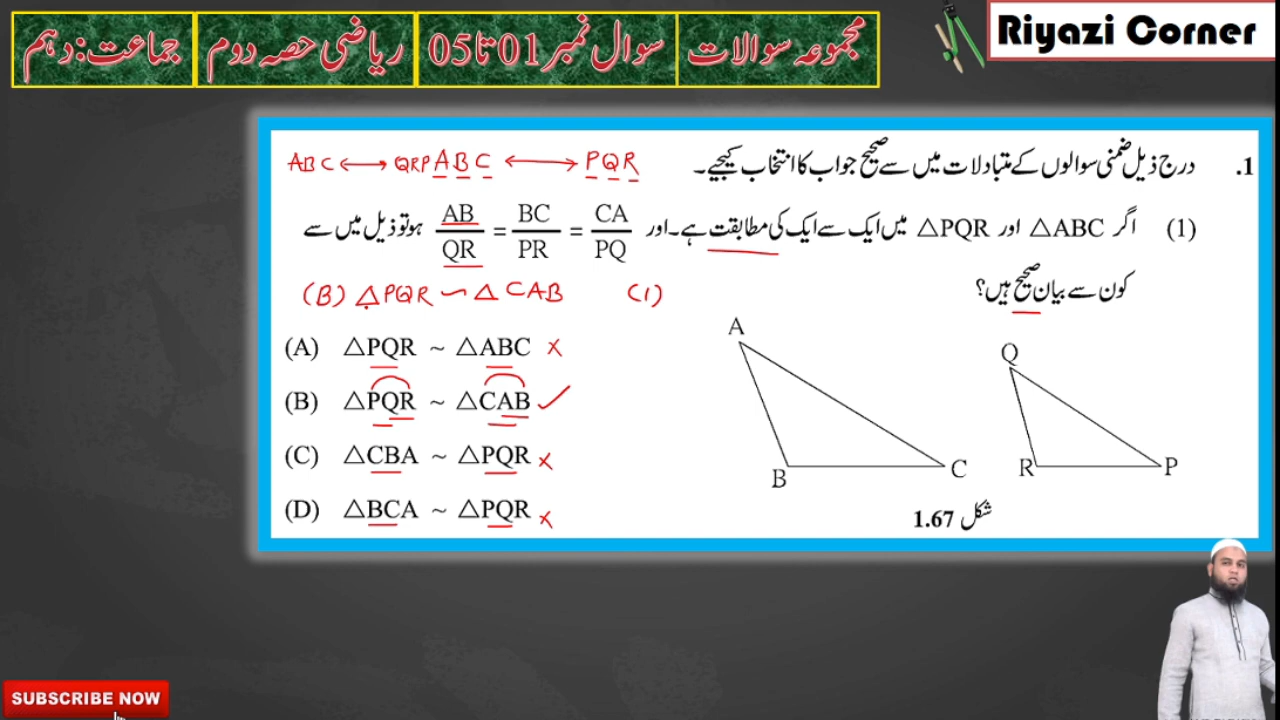 مجموعہ سوالات
سوال نمبر 01 تا 05
ریاضی حصہ دوم
جماعت: دہم
Riyazi Corner
1. درج ذیل ضمنی سوالوں کے متبادلات میں سے صحیح جواب کا انتخاب کیجیے۔
ABC ⟷ QRP ABC ⟷ PQR
(1) اگر △ABC اور △PQR میں ایک سے ایک کی مطابقت ہے۔ اور AB/QR = BC/PR = CA/PQ ہو تو ذیل میں سے
کون سے بیان صحیح ہیں؟
(1) (B) △PQR ~ △CAB
(A) △PQR ~ △ABC ×
(B) △PQR ~ △CAB ✓
(C) △CBA ~ △PQR ×
(D) △BCA ~ △PQR ×
A
B
C
Q
R
P
شکل 1.67
SUBSCRIBE NOW